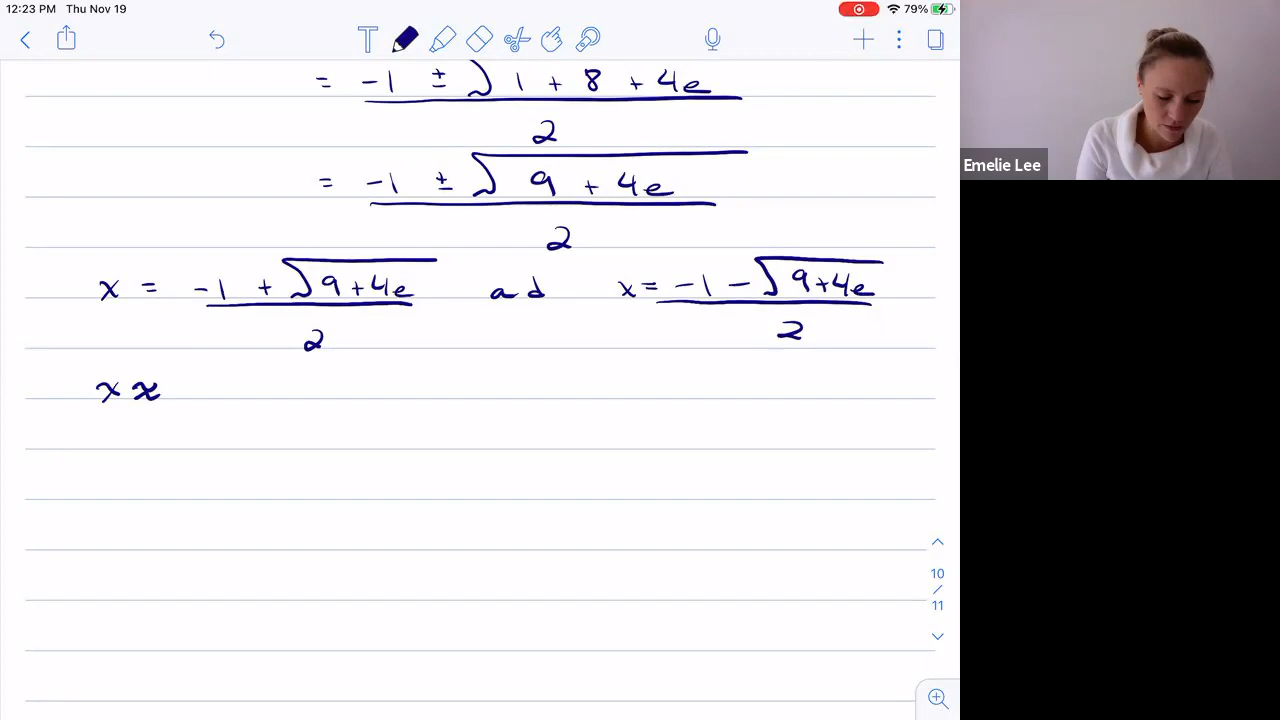 12:23 PM Thu Nov 19
79%
T
= -1 ± √1 + 8 + 4e
2
= -1 ± √9 + 4e
2
x = -1 + √9+4e ad x = -1 - √9+4e
2 2
x ≈
10
/
11
Emelie Lee